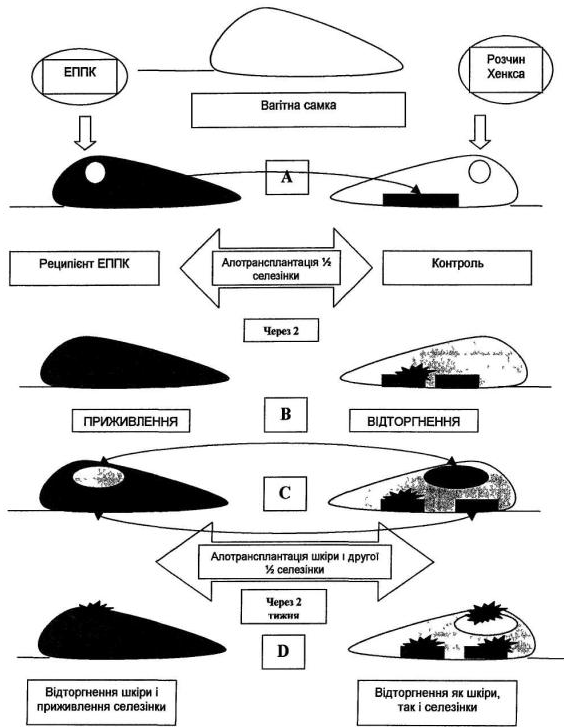 ЕППК
Розчин
Хенкса
Вагітна самка
А
Реципієнт ЕППК
Алотрансплантація ½
селезінки
Контроль
Через 2
ПРИЖИВЛЕННЯ
В
ВІДТОРГНЕННЯ
С
Алотрансплантація шкіри і другої
½ селезінки
Через 2
тижня
D
Відторгнення шкіри і
приживлення селезінки
Відторгнення як шкіри,
так і селезінки